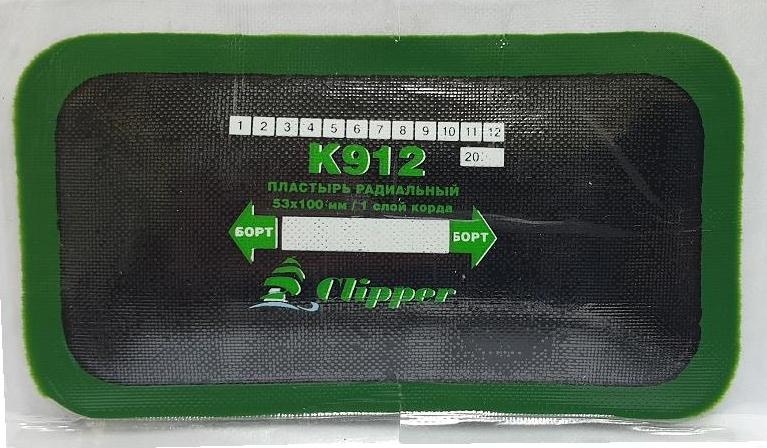 1 2 3 4 5 6 7 8 9 10 11 12
K912
20
ПЛАСТЫРЬ РАДИАЛЬНЫЙ
53x100 мм / 1 слой корда
БОРТ БОРТ
Clipper